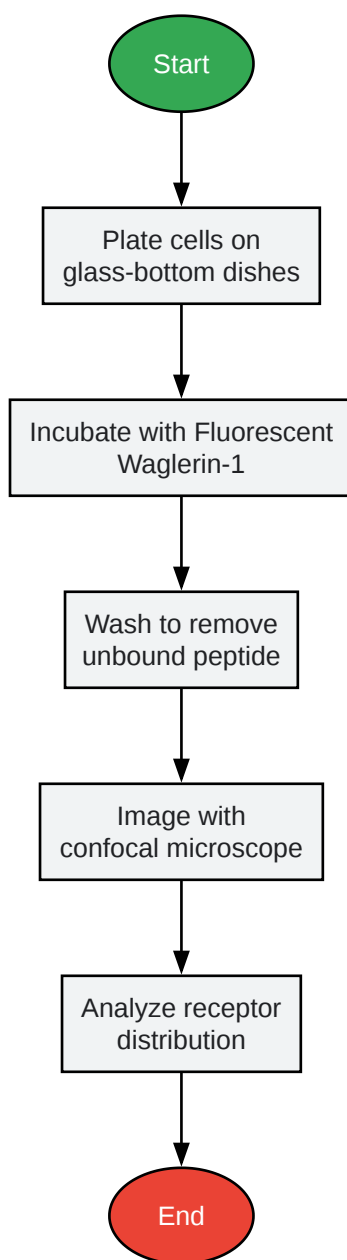 Start
Plate cells on
glass-bottom dishes
Incubate with Fluorescent
Waglerin-1
Wash to remove
unbound peptide
Image with
confocal microscope
Analyze receptor
distribution
End